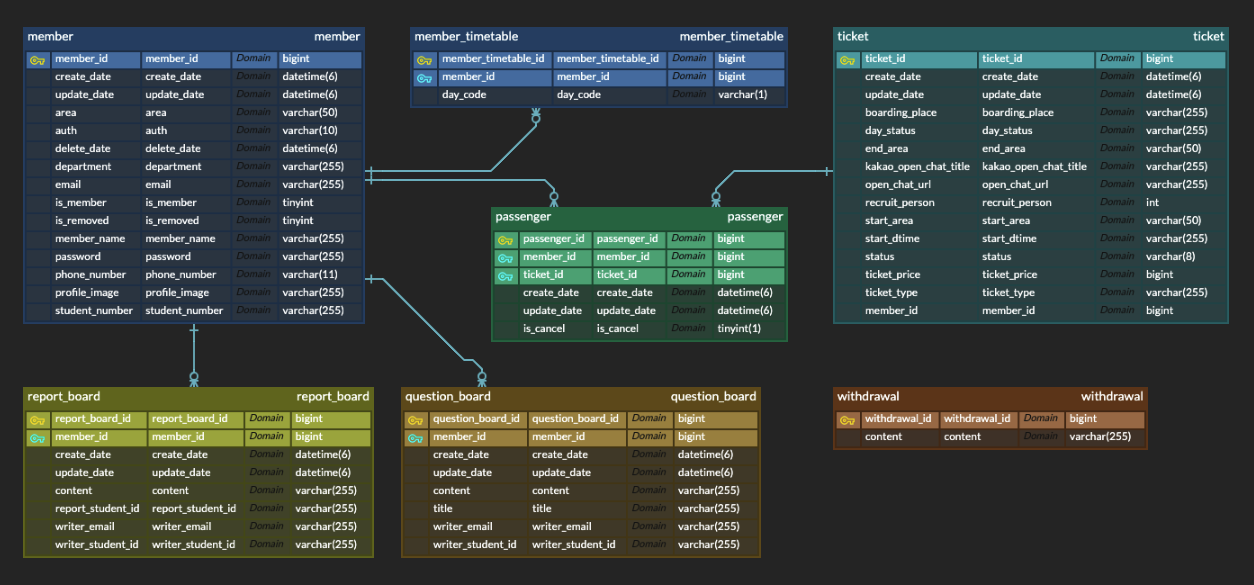 member member
member_id member_id Domain bigint
create_date create_date Domain datetime(6)
update_date update_date Domain datetime(6)
area area Domain varchar(50)
auth auth Domain varchar(10)
delete_date delete_date Domain datetime(6)
department department Domain varchar(255)
email email Domain varchar(255)
is_member is_member Domain tinyint
is_removed is_removed Domain tinyint
member_name member_name Domain varchar(255)
password password Domain varchar(255)
phone_number phone_number Domain varchar(11)
profile_image profile_image Domain varchar(255)
student_number student_number Domain varchar(255)
member_timetable member_timetable
member_timetable_id member_timetable_id Domain bigint
member_id member_id Domain bigint
day_code day_code Domain varchar(1)
ticket ticket
ticket_id ticket_id Domain bigint
create_date create_date Domain datetime(6)
update_date update_date Domain datetime(6)
boarding_place boarding_place Domain varchar(255)
day_status day_status Domain varchar(255)
end_area end_area Domain varchar(50)
kakao_open_chat_title kakao_open_chat_title Domain varchar(255)
open_chat_url open_chat_url Domain varchar(255)
recruit_person recruit_person Domain int
start_area start_area Domain varchar(50)
start_dtime start_dtime Domain varchar(255)
status status Domain varchar(8)
ticket_price ticket_price Domain bigint
ticket_type ticket_type Domain varchar(255)
member_id member_id Domain bigint
passenger passenger
passenger_id passenger_id Domain bigint
member_id member_id Domain bigint
ticket_id ticket_id Domain bigint
create_date create_date Domain datetime(6)
update_date update_date Domain datetime(6)
is_cancel is_cancel Domain tinyint(1)
report_board report_board
report_board_id report_board_id Domain bigint
member_id member_id Domain bigint
create_date create_date Domain datetime(6)
update_date update_date Domain datetime(6)
content content Domain varchar(255)
report_student_id report_student_id Domain varchar(255)
writer_email writer_email Domain varchar(255)
writer_student_id writer_student_id Domain varchar(255)
question_board question_board
question_board_id question_board_id Domain bigint
member_id member_id Domain bigint
create_date create_date Domain datetime(6)
update_date update_date Domain datetime(6)
content content Domain varchar(255)
title title Domain varchar(255)
writer_email writer_email Domain varchar(255)
writer_student_id writer_student_id Domain varchar(255)
withdrawal withdrawal
withdrawal_id withdrawal_id Domain bigint
content content Domain varchar(255)